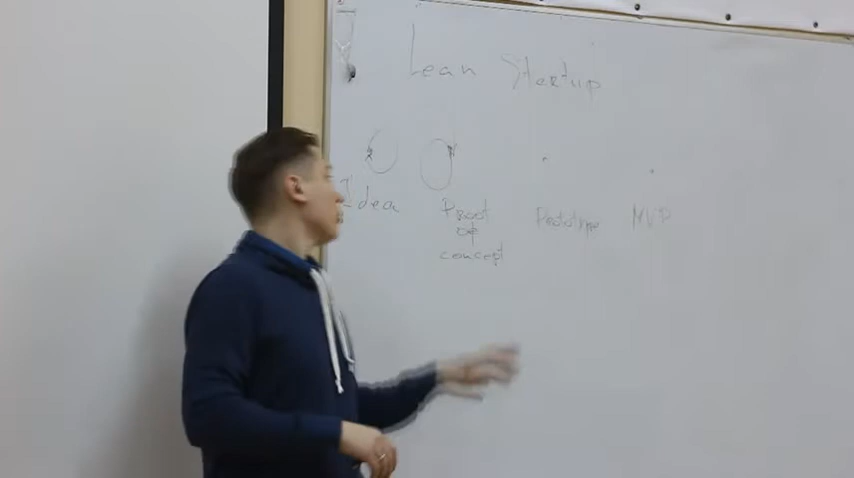 Lean Startup
Idea
Proof
of
concept
Prototype
MVP